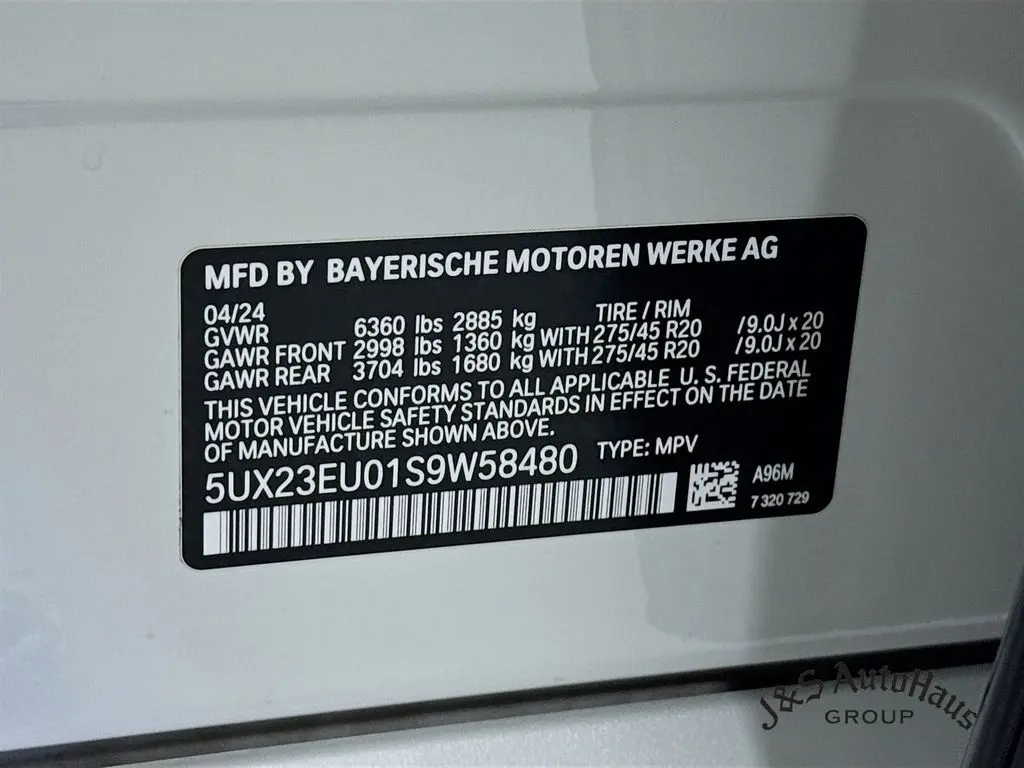 MFD BY BAYERISCHE MOTOREN WERKE AG
04/24 TIRE / RIM
GVWR 6360 lbs 2885 kg
GAWR FRONT 2998 lbs 1360 kg WITH 275/45 R20 /9.0J x 20
GAWR REAR 3704 lbs 1680 kg WITH 275/45 R20 /9.0J x 20
THIS VEHICLE CONFORMS TO ALL APPLICABLE U. S. FEDERAL
MOTOR VEHICLE SAFETY STANDARDS IN EFFECT ON THE DATE
OF MANUFACTURE SHOWN ABOVE.
5UX23EU01S9W58480 TYPE: MPV
A96M
7 320 729
J&S AutoHaus
GROUP